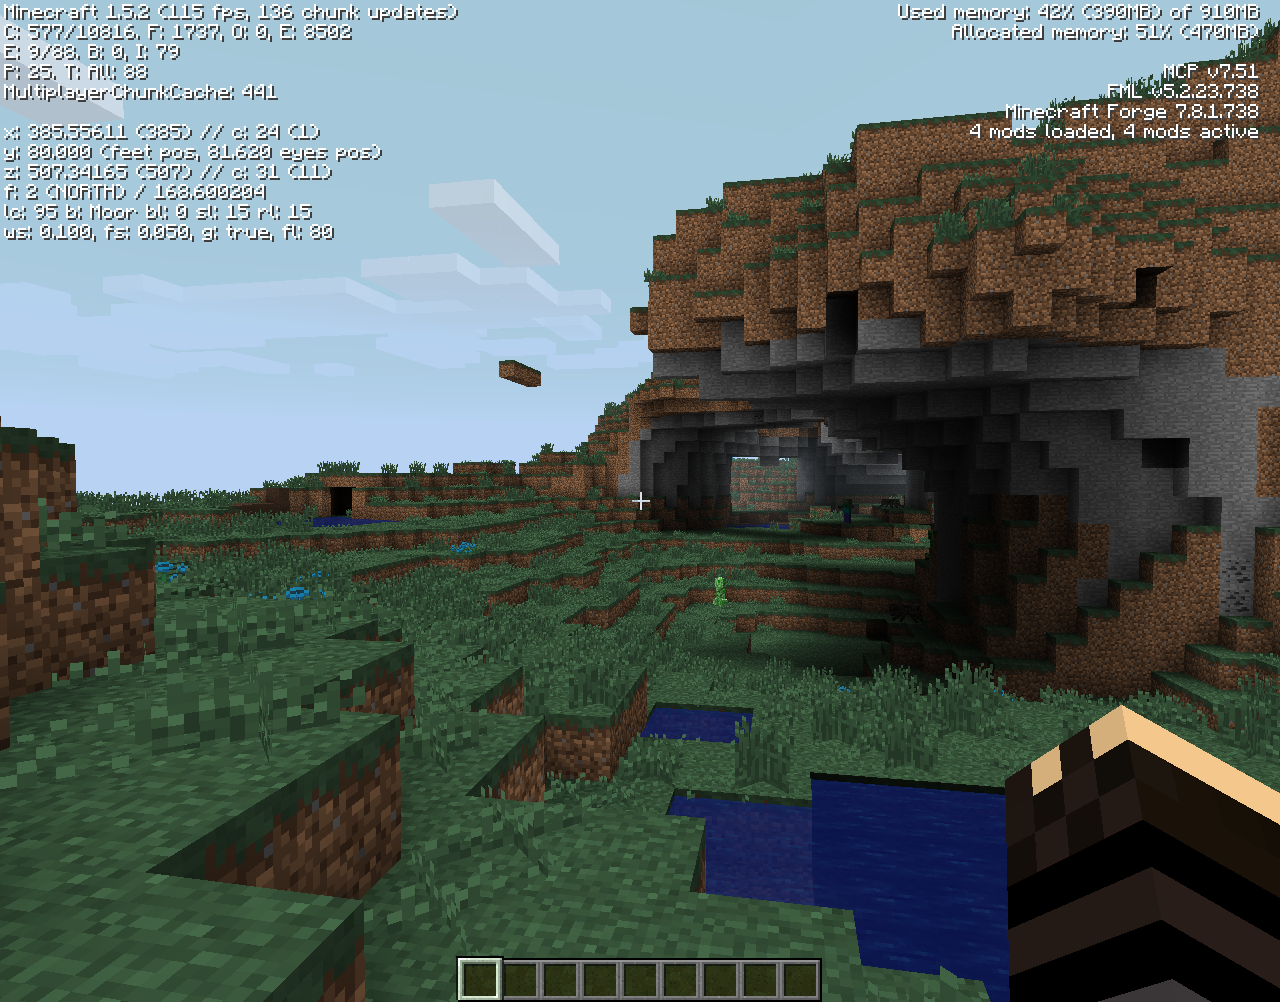 Minecraft 1.5.2 (115 fps, 136 chunk updates)
C: 577/10816. F: 1737, O: 0, E: 8502
E: 9/88. B: 0, I: 79
P: 25. T: All: 88
MultiplayerChunkCache: 441
x: 385.55611 (385) // c: 24 (1)
y: 80.000 (feet pos, 81.620 eyes pos)
z: 507.34165 (507) // c: 31 (11)
f: 2 (NORTH) / 168.600204
lc: 95 b: Moor bl: 0 sl: 15 rl: 15
ws: 0.100, fs: 0.050, g: true, fl: 80
Used memory: 42% (390MB) of 910MB
Allocated memory: 51% (470MB)
MCP v7.51
FML v5.2.23.738
Minecraft Forge 7.8.1.738
4 mods loaded, 4 mods active